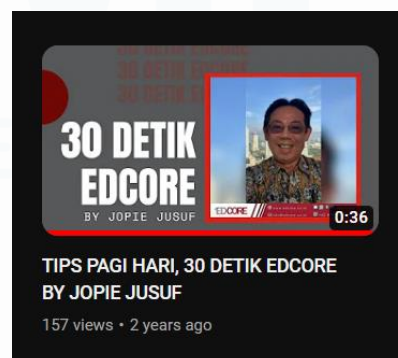 30 DETIK EDCORE
30 DETIK
30 DETIK
EDCORE
BY JOPIE JUSUF
EDCORE
0:36
TIPS PAGI HARI, 30 DETIK EDCORE
BY JOPIE JUSUF
157 views • 2 years ago